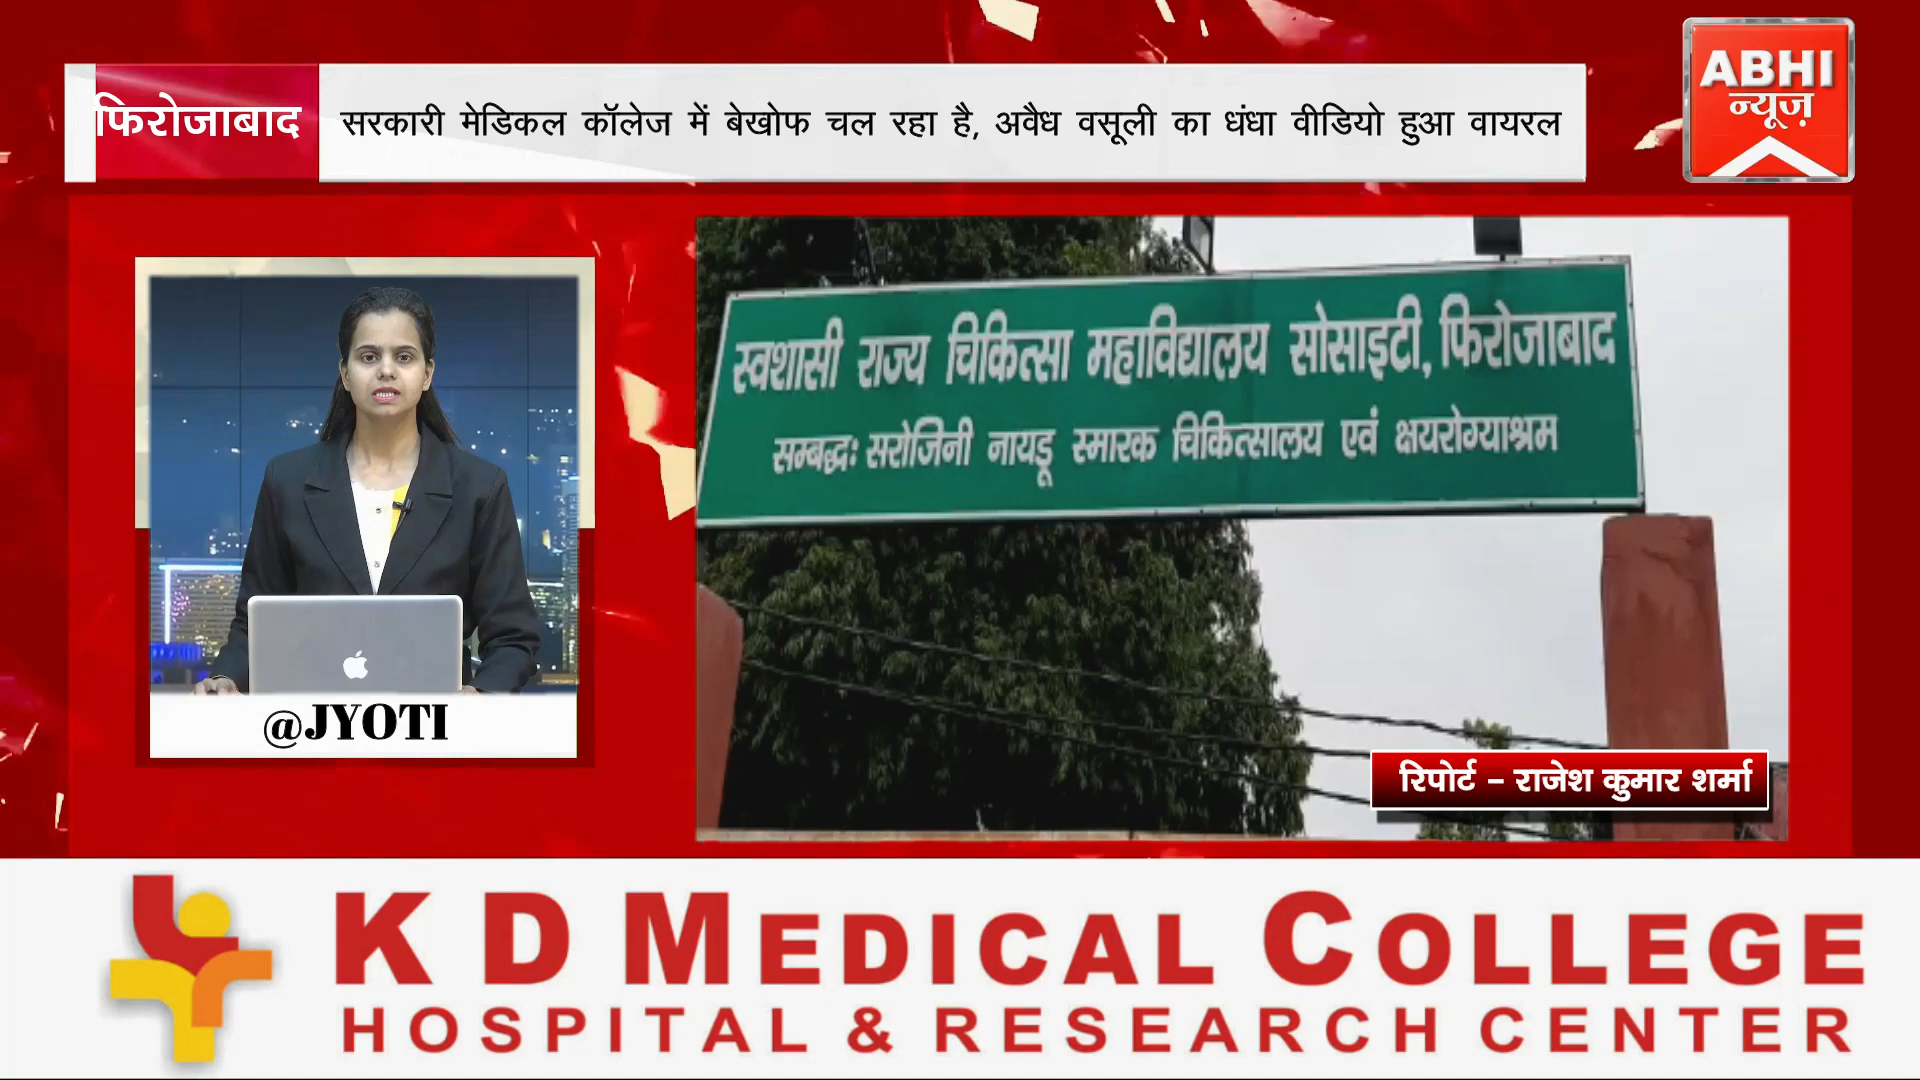 फिरोजाबाद
सरकारी मेडिकल कॉलेज में बेखोफ चल रहा है, अवैध वसूली का धंधा वीडियो हुआ वायरल
ABHI
न्यूज़
स्वशासी राज्य चिकित्सा महाविद्यालय सोसाइटी, फिरोजाबाद
सम्बद्धः सरोजिनी नायडू स्मारक चिकित्सालय एवं क्षयरोग्याश्रम
@JYOTI
रिपोर्ट - राजेश कुमार शर्मा
K D MEDICAL COLLEGE
HOSPITAL & RESEARCH CENTER